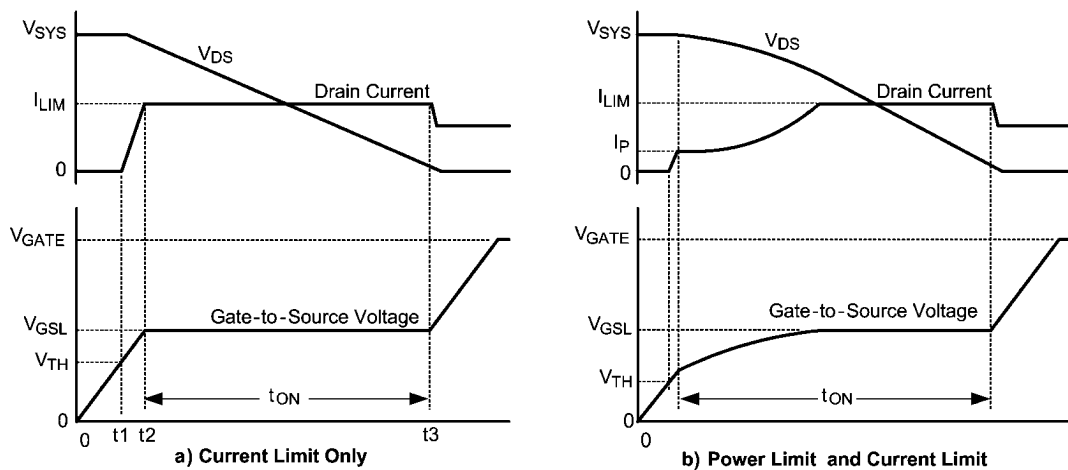 VSYS
VDS
ILIM
Drain Current
0
VGATE
VGSL
Gate-to-Source Voltage
VTH
tON
0
0
t1
t2
t3
a) Current Limit Only
VSYS
VDS
ILIM
Drain Current
IP
0
VGATE
VGSL
Gate-to-Source Voltage
VTH
tON
0
0
b) Power Limit and Current Limit